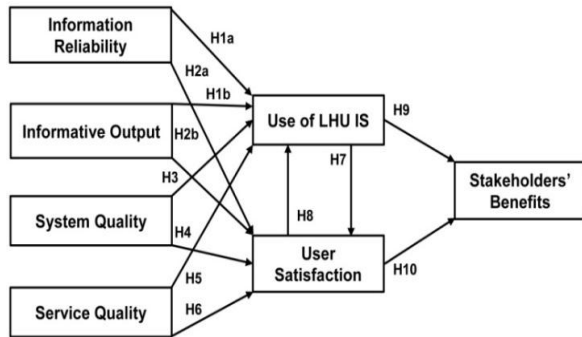 Information
Reliability
H1a
H2a
H1b
Informative Output
H2b
Use of LHU IS
H9
H3
H7
Stakeholders'
Benefits
System Quality
H4
H8
User
Satisfaction
H5
H10
Service Quality
H6